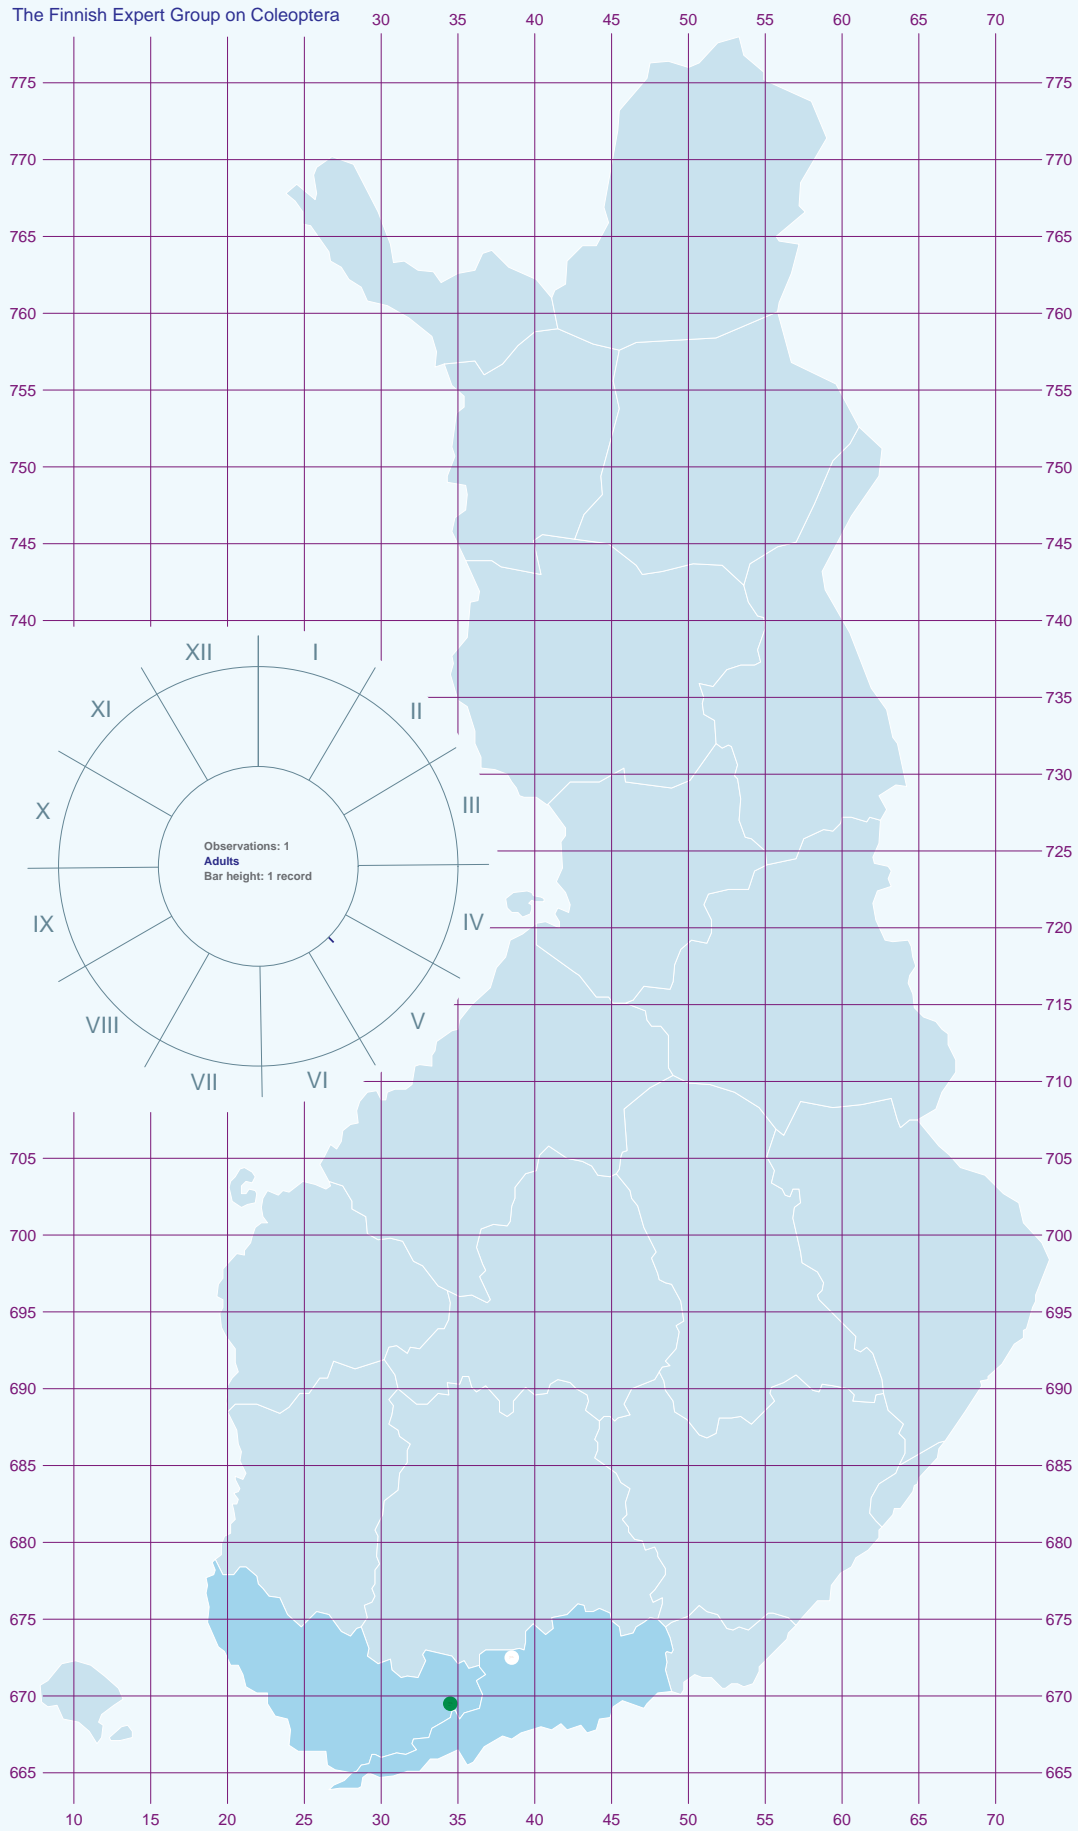 The Finnish Expert Group on Coleoptera
30 35 40 45 50 55 60 65 70
775 775
770 770
765 765
760 760
755 755
750 750
745 745
740 740
XII I
XI II
735
730
X III
Observations: 1
Adults
Bar height: 1 record
725
IX IV
720
715
VIII V
VII VI
710
705 705
700 700
695 695
690 690
685 685
680 680
675 675
670 670
665 665
10 15 20 25 30 35 40 45 50 55 60 65 70